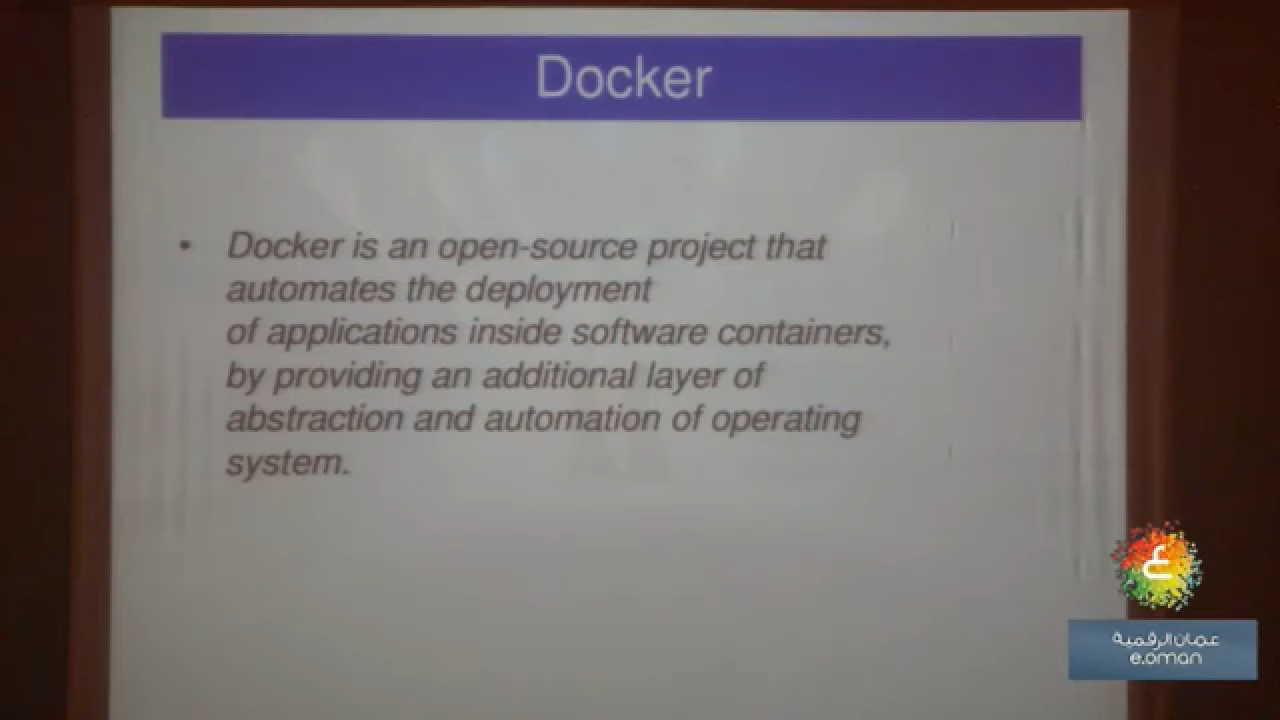 Docker
• Docker is an open-source project that
automates the deployment
of applications inside software containers,
by providing an additional layer of
abstraction and automation of operating
system.
ع
عمان الرقمية
e.oman